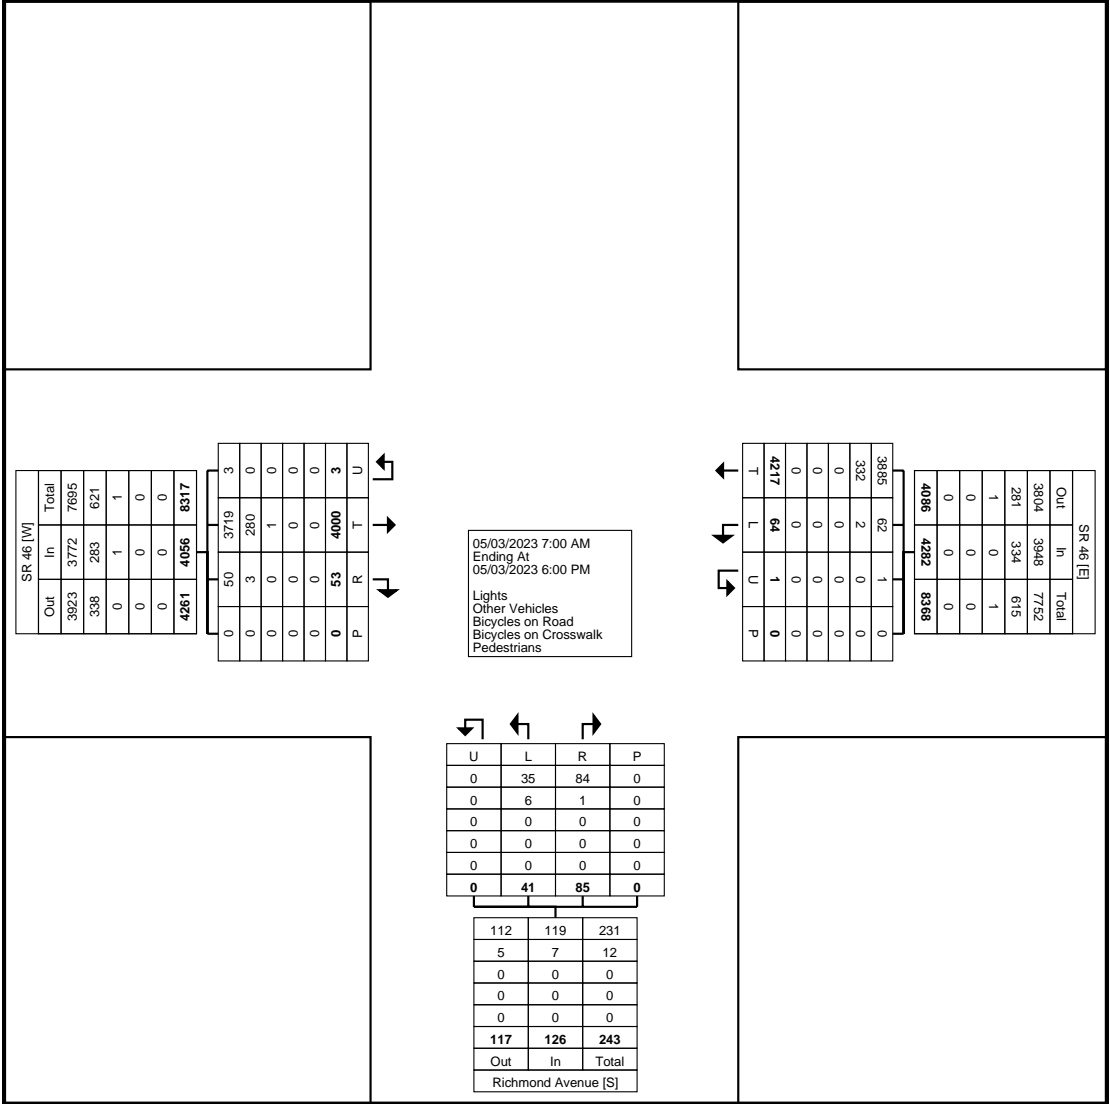 U T R P
3 4000 53 0
0 0 0 0
0 0 0 0
0 1 0 0
0 280 3 0
3 3719 50 0
8317 4056 4261
0 0 0
0 0 0
1 1 0
621 283 338
7695 3772 3923
Total In Out
SR 46 [W]
05/03/2023 7:00 AM
Ending At
05/03/2023 6:00 PM
Lights
Other Vehicles
Bicycles on Road
Bicycles on Crosswalk
Pedestrians
SR 46 [E]
Out In Total
3804 3948 7752
281 334 615
1 0 1
0 0 0
0 0 0
4086 4282 8368
3885 62 1 0
332 2 0 0
0 0 0 0
0 0 0 0
0 0 0 0
4217 64 1 0
T L U P
U L R P
0 35 84 0
0 6 1 0
0 0 0 0
0 0 0 0
0 0 0 0
0 41 85 0
112 119 231
5 7 12
0 0 0
0 0 0
0 0 0
117 126 243
Out In Total
Richmond Avenue [S]